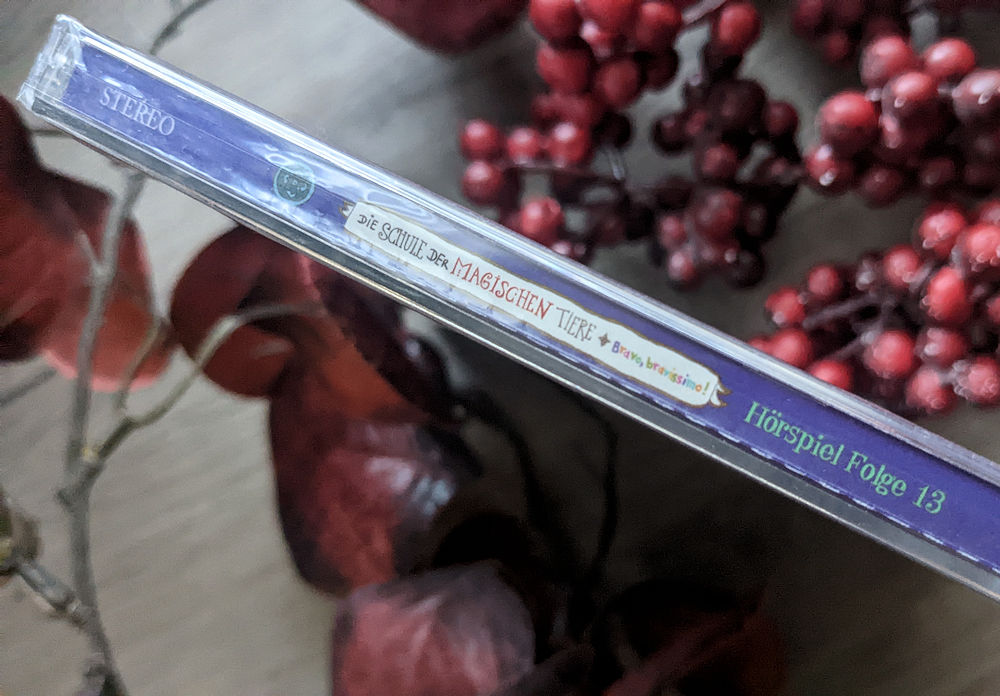 STEREO
DIE SCHULE DER MAGISCHEN TIERE ✦ Bravo, bravissimo!
Hörspiel Folge 13